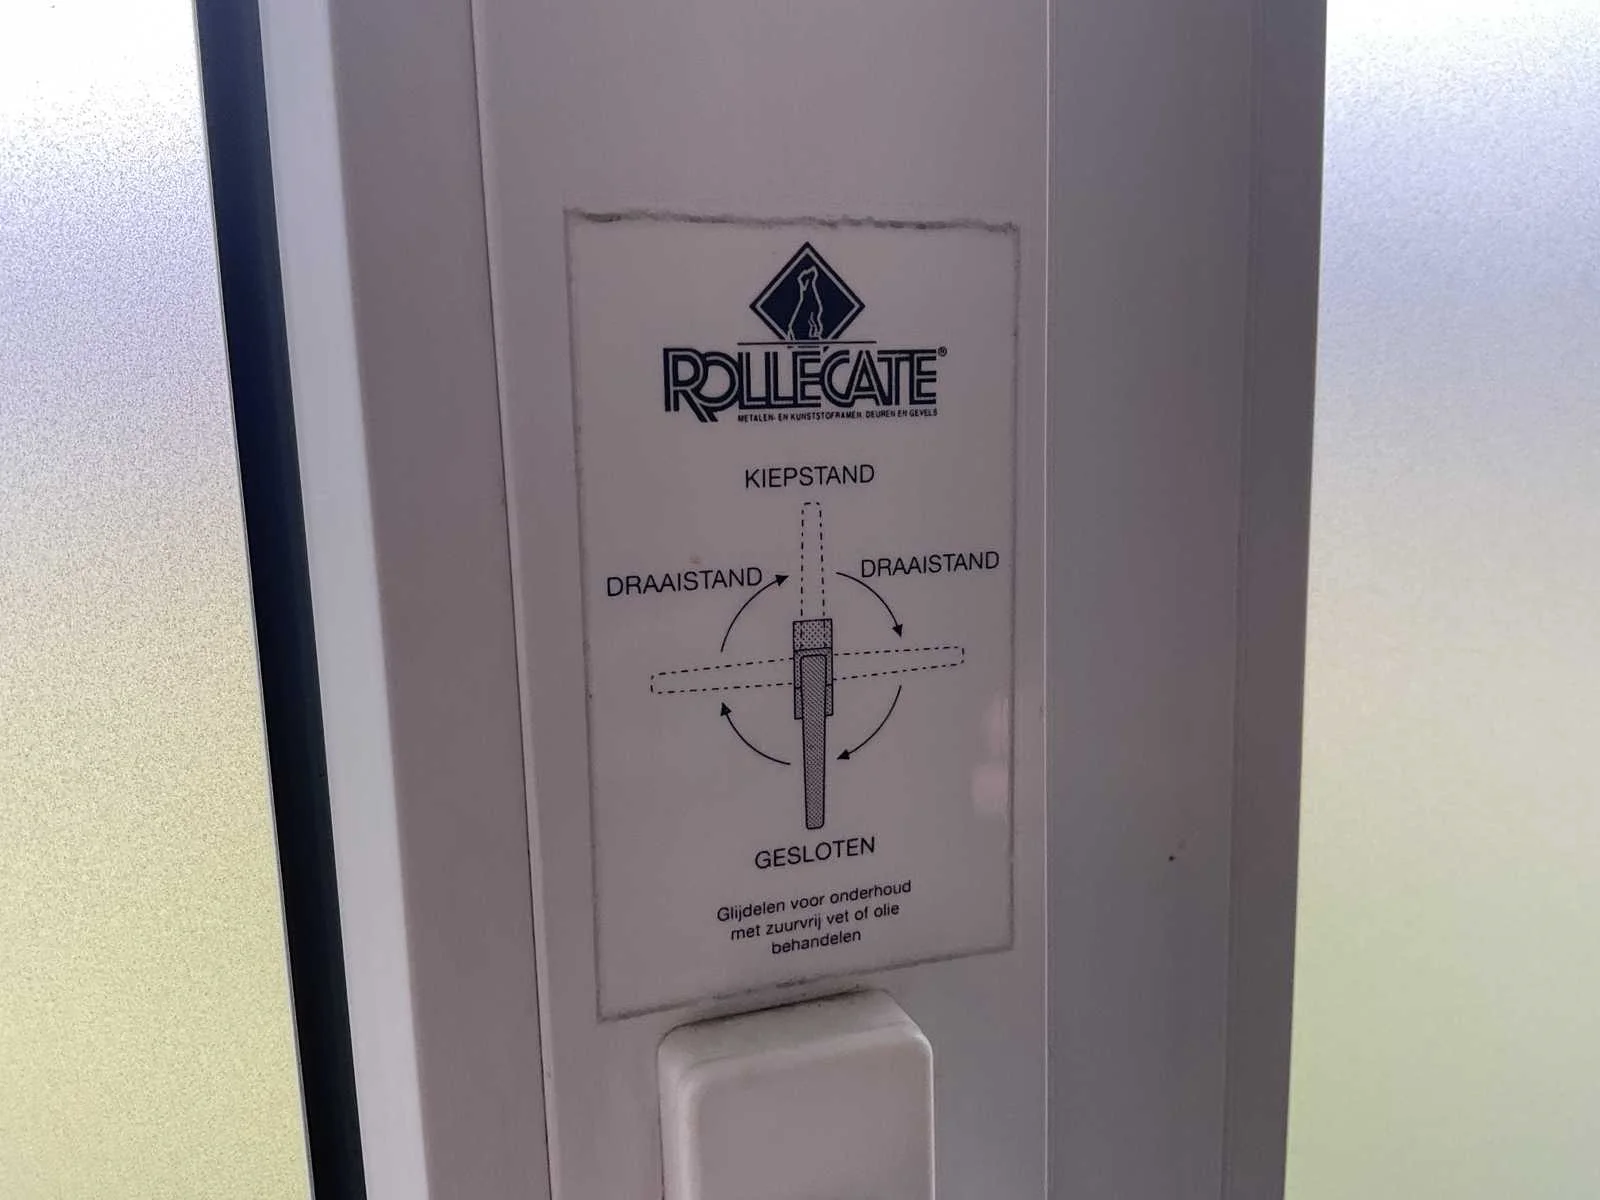 ROLLECATE®
METALEN- EN KUNSTSTOFRAMEN, DEUREN EN GEVELS
KIEPSTAND
DRAAISTAND
DRAAISTAND
GESLOTEN
Glijdelen voor onderhoud
met zuurvrij vet of olie
behandelen